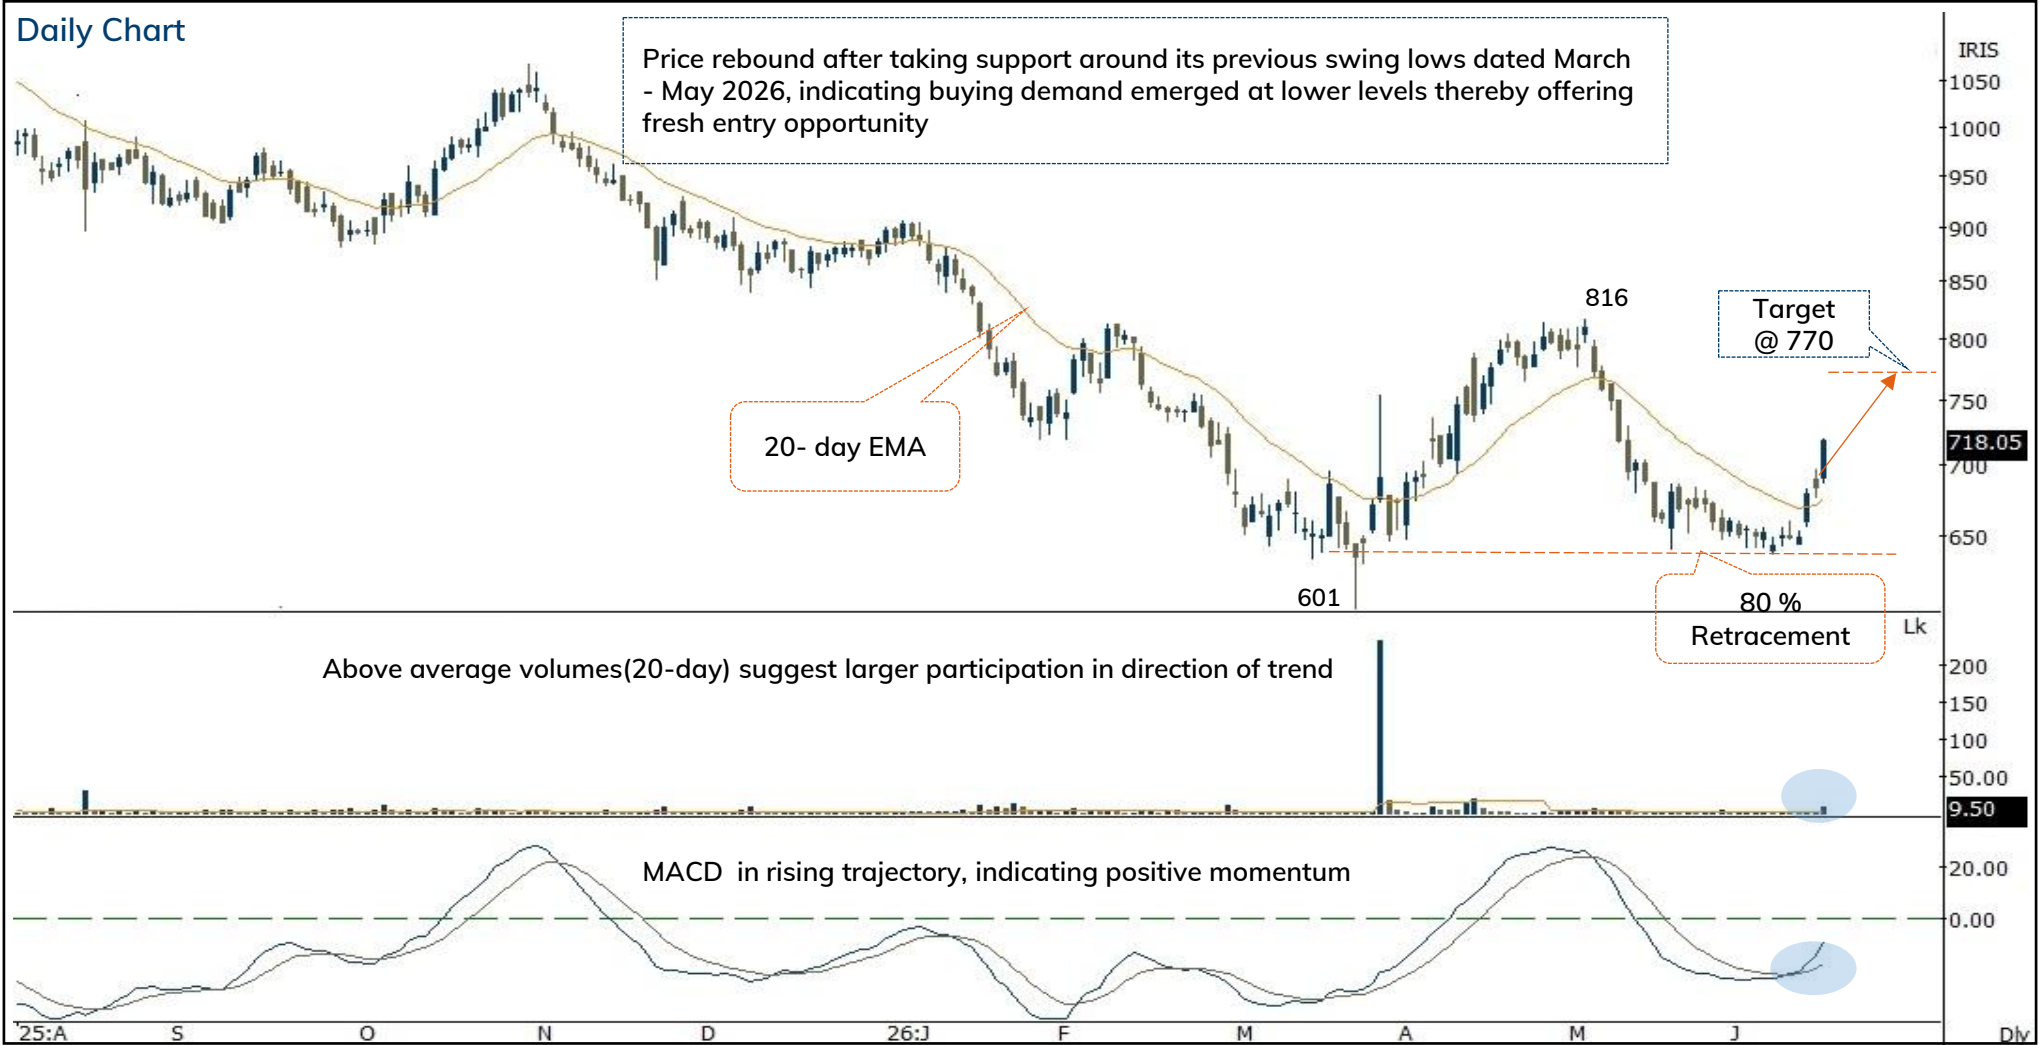 Daily Chart
Price rebound after taking support around its previous swing lows dated March
- May 2026, indicating buying demand emerged at lower levels thereby offering
fresh entry opportunity
IRIS
1050
1000
950
900
850
800
750
718.05
700
650
816
Target
@ 770
20- day EMA
601
80 %
Retracement
Lk
Above average volumes(20-day) suggest larger participation in direction of trend
200
150
100
50.00
9.50
MACD in rising trajectory, indicating positive momentum
20.00
0.00
'25:A S O N D 26:J F M A M J Dly